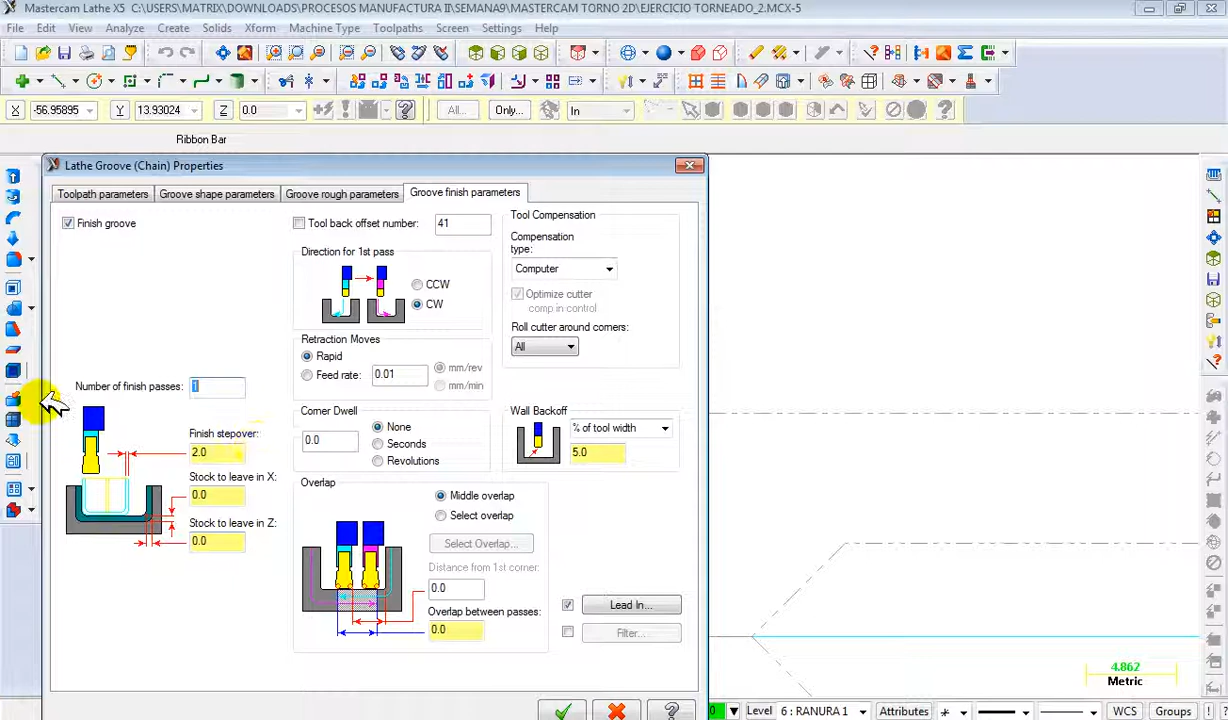 Mastercam Lathe X5 C:\USERS\MATRIX\DOWNLOADS\PROCESOS MANUFACTURA II\SEMANA9\MASTERCAM TORNO 2D\EJERCICIO TORNEADO_2.MCX-5
File Edit View Analyze Create Solids Xform Machine Type Toolpaths Screen Settings Help
X -56.95895 Y 13.93024 Z 0.0 All... Only... In
Ribbon Bar
Lathe Groove (Chain) Properties
Toolpath parameters Groove shape parameters Groove rough parameters Groove finish parameters
Finish groove
Tool back offset number: 41
Tool Compensation
Compensation
type:
Computer
Optimize cutter
comp in control
Roll cutter around corners:
All
Direction for 1st pass
CCW
CW
Retraction Moves
Rapid
Feed rate: 0.01
mm/rev
mm/min
Number of finish passes: 1
Finish stepover:
2.0
Stock to leave in X:
0.0
Stock to leave in Z:
0.0
Corner Dwell
0.0
None
Seconds
Revolutions
Wall Backoff
% of tool width
5.0
Overlap
Middle overlap
Select overlap
Select Overlap...
Distance from 1st corner:
0.0
Overlap between passes:
0.0
Lead In...
Filter...
4.862
Metric
0 Level 6 : RANURA 1 Attributes WCS Groups